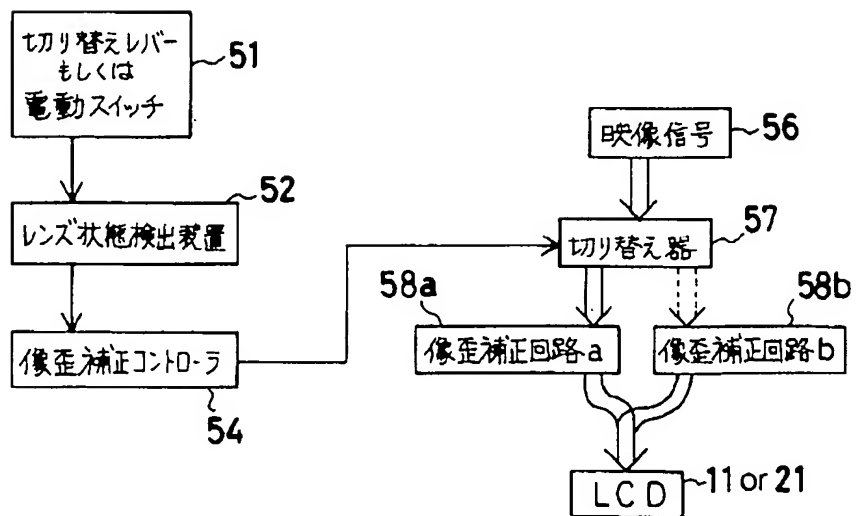 切り替えレバー
もしくは
電動スイッチ
51
レンズ状態検出装置
52
像歪補正コントローラ
54
映像信号
56
切り替え器
57
58a
像歪補正回路a
58b
像歪補正回路b
LCD
11 or 21